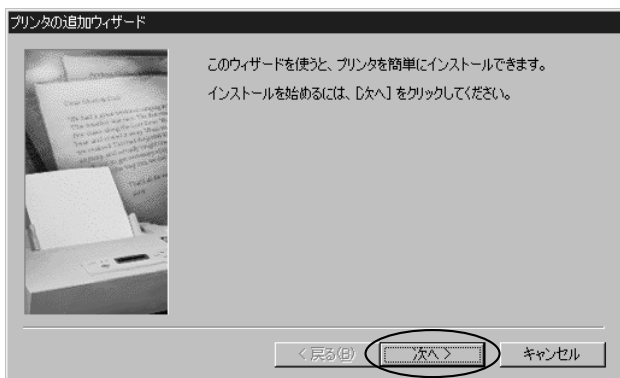 プリンタの追加ウィザード
このウィザードを使うと、プリンタを簡単にインストールできます。
インストールを始めるには、[次へ] をクリックしてください。
< 戻る(B)
次へ >
キャンセル